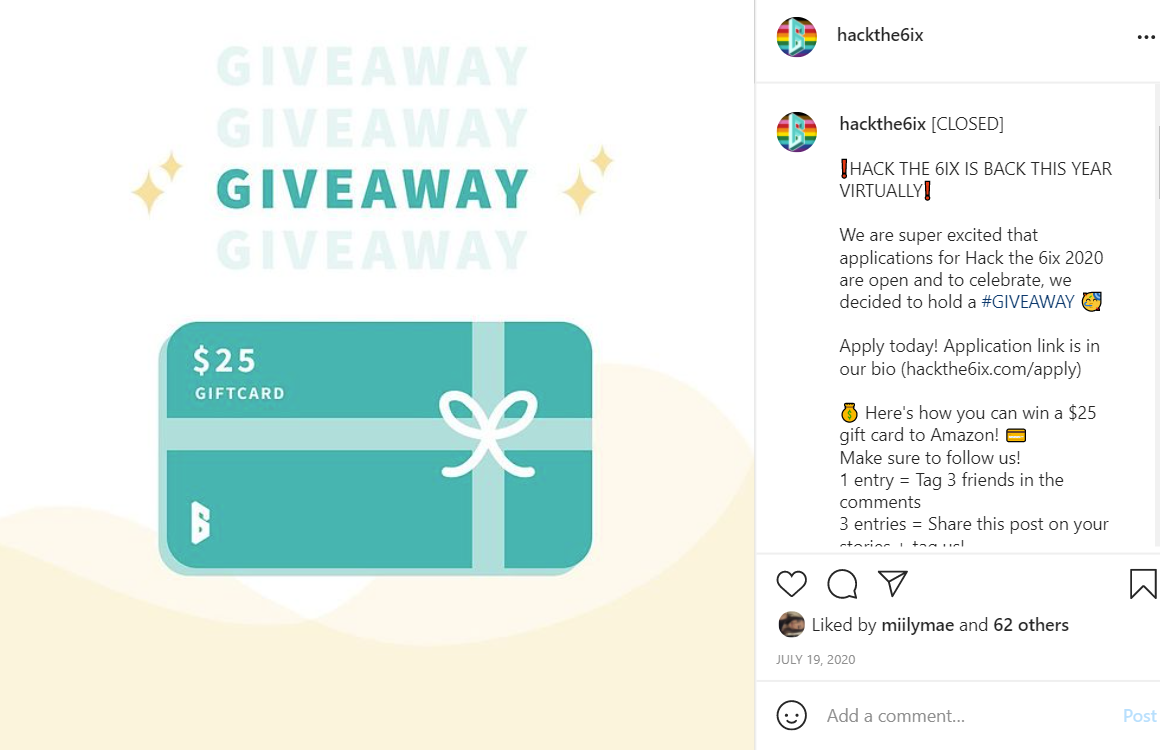 GIVEAWAY
GIVEAWAY
GIVEAWAY
GIVEAWAY
$25
GIFTCARD
6
hackthe6ix
hackthe6ix [CLOSED]
❗HACK THE 6IX IS BACK THIS YEAR
VIRTUALLY❗
We are super excited that
applications for Hack the 6ix 2020
are open and to celebrate, we
decided to hold a #GIVEAWAY 🥳
Apply today! Application link is in
our bio (hackthe6ix.com/apply)
💰 Here's how you can win a $25
gift card to Amazon! 💳
Make sure to follow us!
1 entry = Tag 3 friends in the
comments
3 entries = Share this post on your
stories + tag us!
Liked by miilymae and 62 others
JULY 19, 2020
Add a comment...
Post